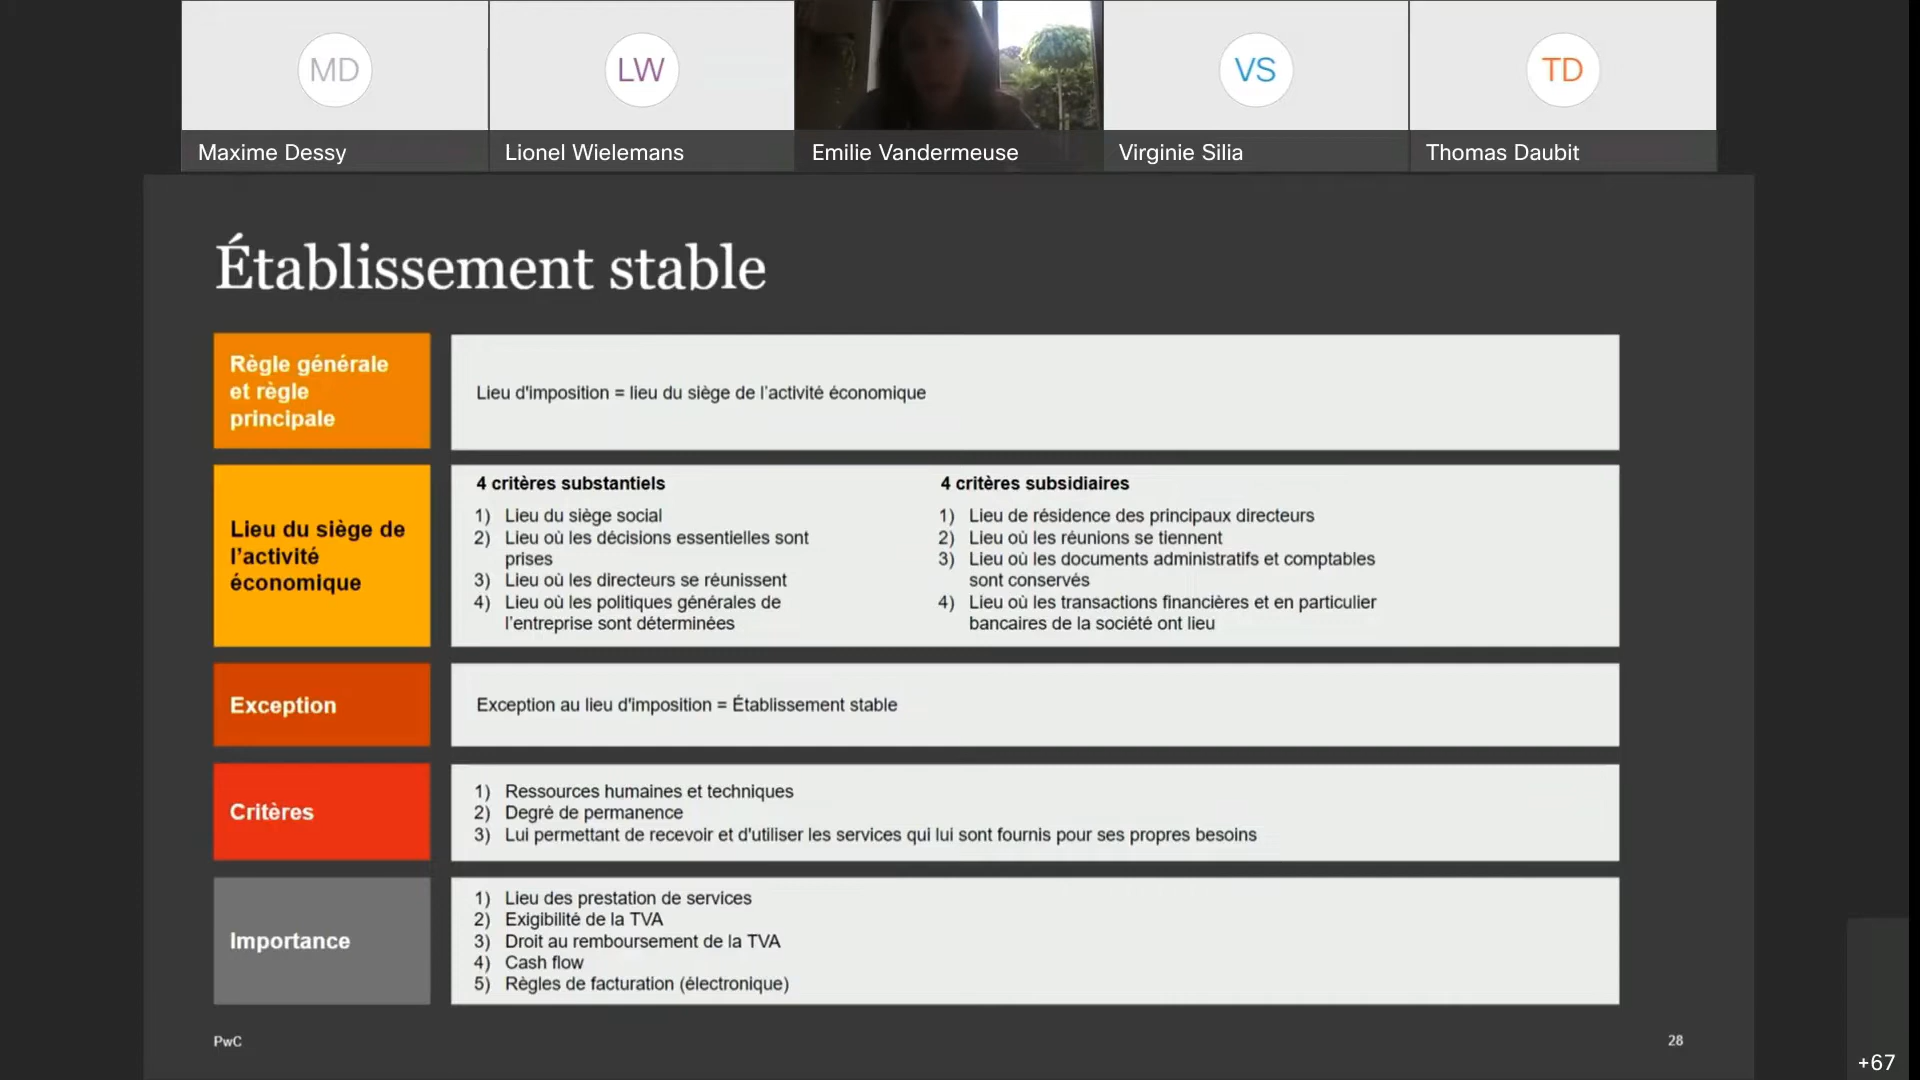 MD
LW
VS
TD
Maxime Dessy
Lionel Wielemans
Emilie Vandermeuse
Virginie Silia
Thomas Daubit
Établissement stable
Règle générale
et règle
principale
Lieu d'imposition = lieu du siège de l'activité économique
Lieu du siège de
l'activité
économique
4 critères substantiels
1) Lieu du siège social
2) Lieu où les décisions essentielles sont
prises
3) Lieu où les directeurs se réunissent
4) Lieu où les politiques générales de
l'entreprise sont déterminées
4 critères subsidiaires
1) Lieu de résidence des principaux directeurs
2) Lieu où les réunions se tiennent
3) Lieu où les documents administratifs et comptables
sont conservés
4) Lieu où les transactions financières et en particulier
bancaires de la société ont lieu
Exception
Exception au lieu d'imposition = Établissement stable
Critères
1) Ressources humaines et techniques
2) Degré de permanence
3) Lui permettant de recevoir et d'utiliser les services qui lui sont fournis pour ses propres besoins
Importance
1) Lieu des prestation de services
2) Exigibilité de la TVA
3) Droit au remboursement de la TVA
4) Cash flow
5) Règles de facturation (électronique)
PwC
28
+67